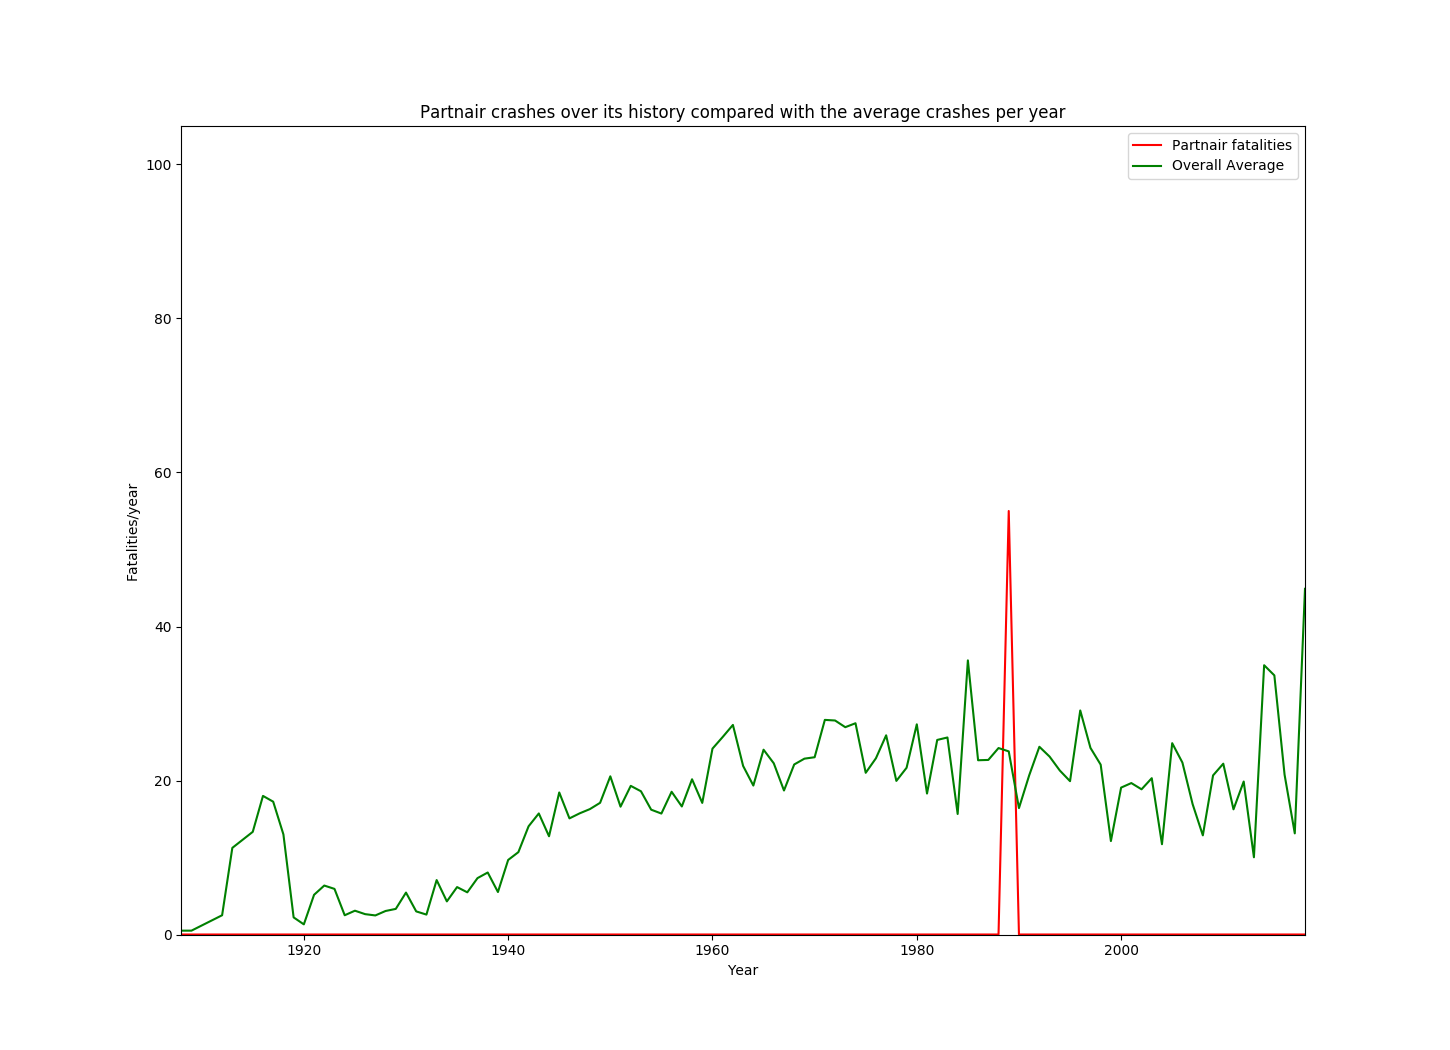 Partnair crashes over its history compared with the average crashes per year
Partnair fatalities
Overall Average
100
80
60
40
20
0
Fatalities/year
1920 1940 1960 1980 2000
Year